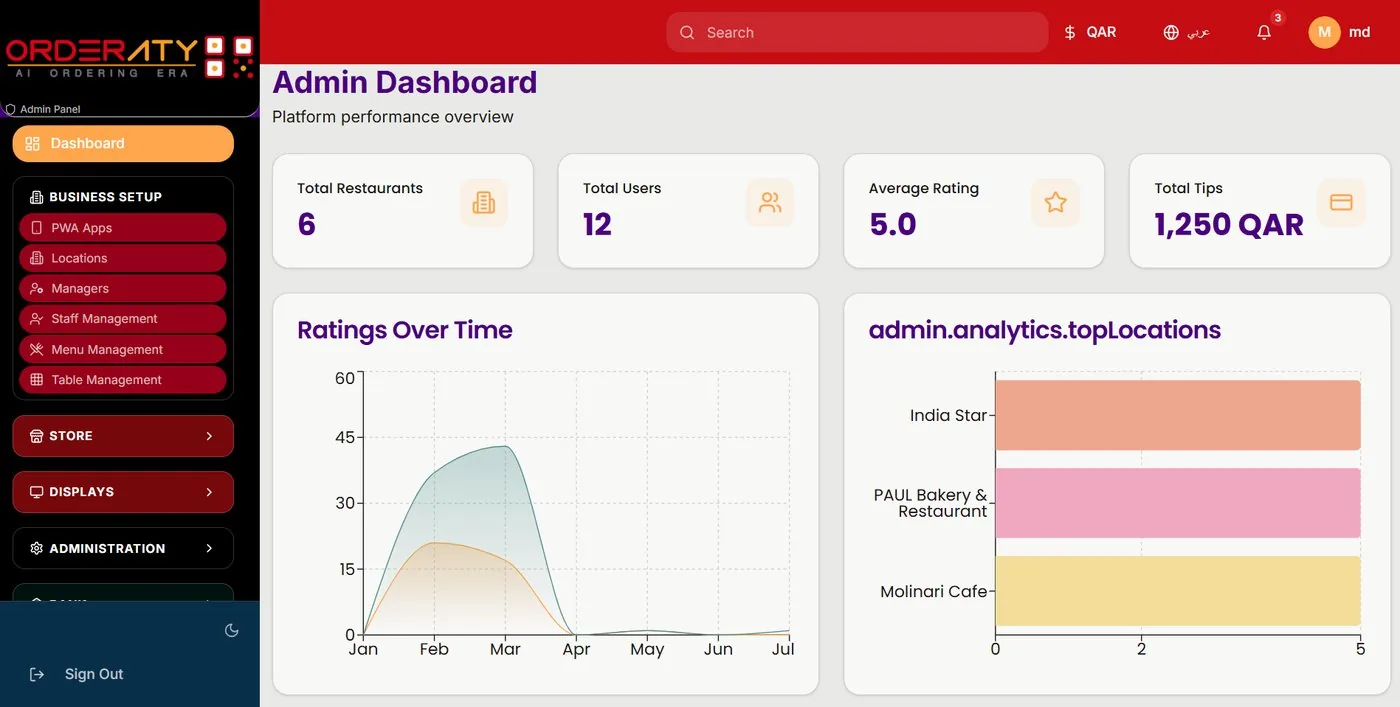 ORDERATY
AI ORDERING ERA
Admin Panel
Dashboard
BUSINESS SETUP
PWA Apps
Locations
Managers
Staff Management
Menu Management
Table Management
STORE
DISPLAYS
ADMINISTRATION
Sign Out
Search
$ QAR
عربي
3
M
md
Admin Dashboard
Platform performance overview
Total Restaurants
6
Total Users
12
Average Rating
5.0
Total Tips
1,250 QAR
Ratings Over Time
60
45
30
15
0
Jan Feb Mar Apr May Jun Jul
admin.analytics.topLocations
India Star
PAUL Bakery &
Restaurant
Molinari Cafe
0 2 5